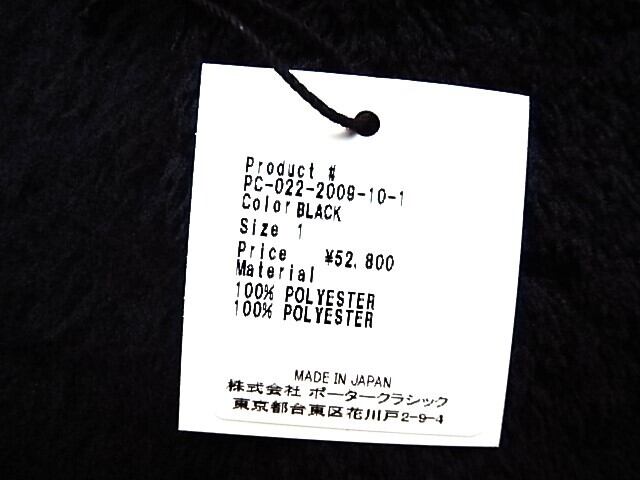 Product #
PC-022-2009-10-1
Color BLACK
Size 1
Price ¥52,800
Material
100% POLYESTER
100% POLYESTER
MADE IN JAPAN
株式会社 ポータークラシック
東京都台東区花川戸2-9-4